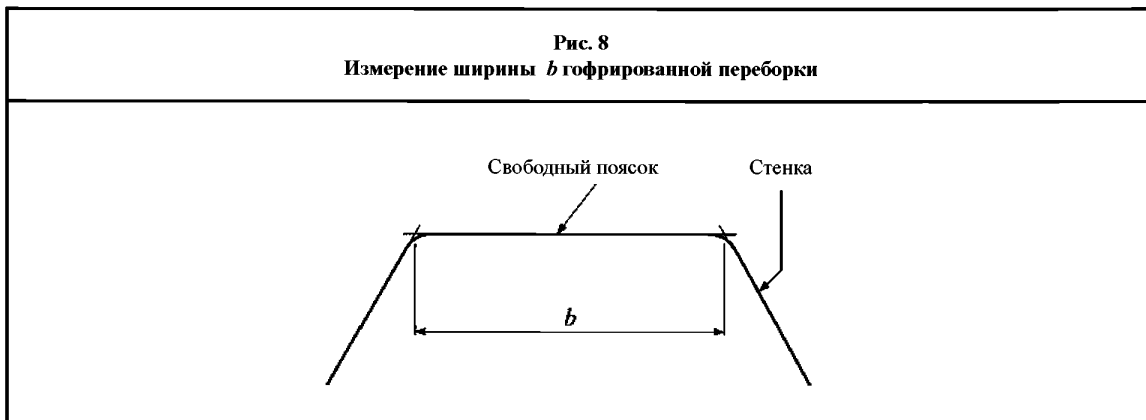 Рис. 8
Измерение ширины b гофрированной переборки
Свободный поясок
Стенка
b